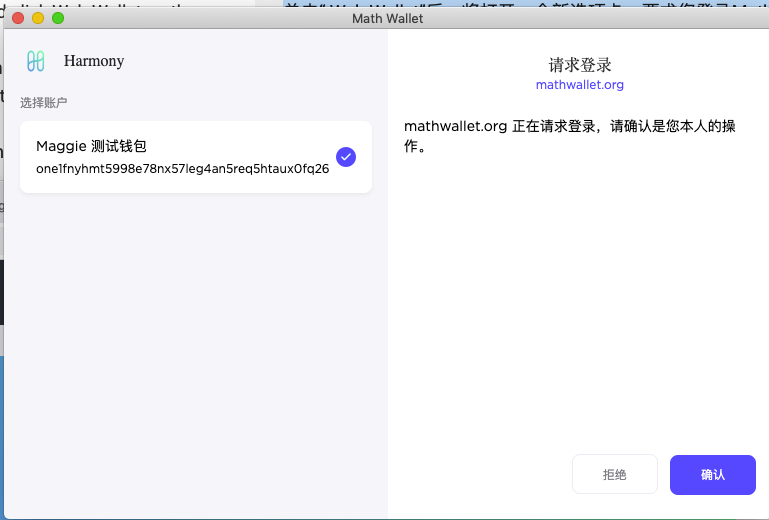 Math Wallet
Harmony
选择账户
Maggie 测试钱包
one1fnyhmt5998e78nx57leg4an5req5htaux0fq26
请求登录
mathwallet.org
mathwallet.org 正在请求登录，请确认是您本人的操
作。
拒绝
确认